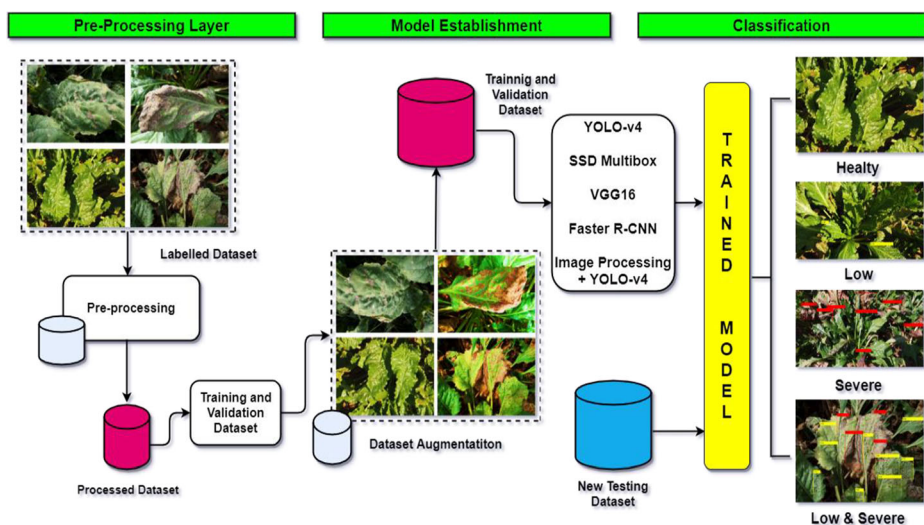 Pre-Processing Layer
Labelled Dataset
Pre-processing
Processed Dataset
Training and
Validation
Dataset
Model Establishment
Trainnig and
Validation
Dataset
Dataset Augmentatiton
YOLO-v4
SSD Multibox
VGG16
Faster R-CNN
Image Processing
+ YOLO-v4
New Testing
Dataset
Classification
TRAINED MODEL
Healty
Low
Severe
Low & Severe